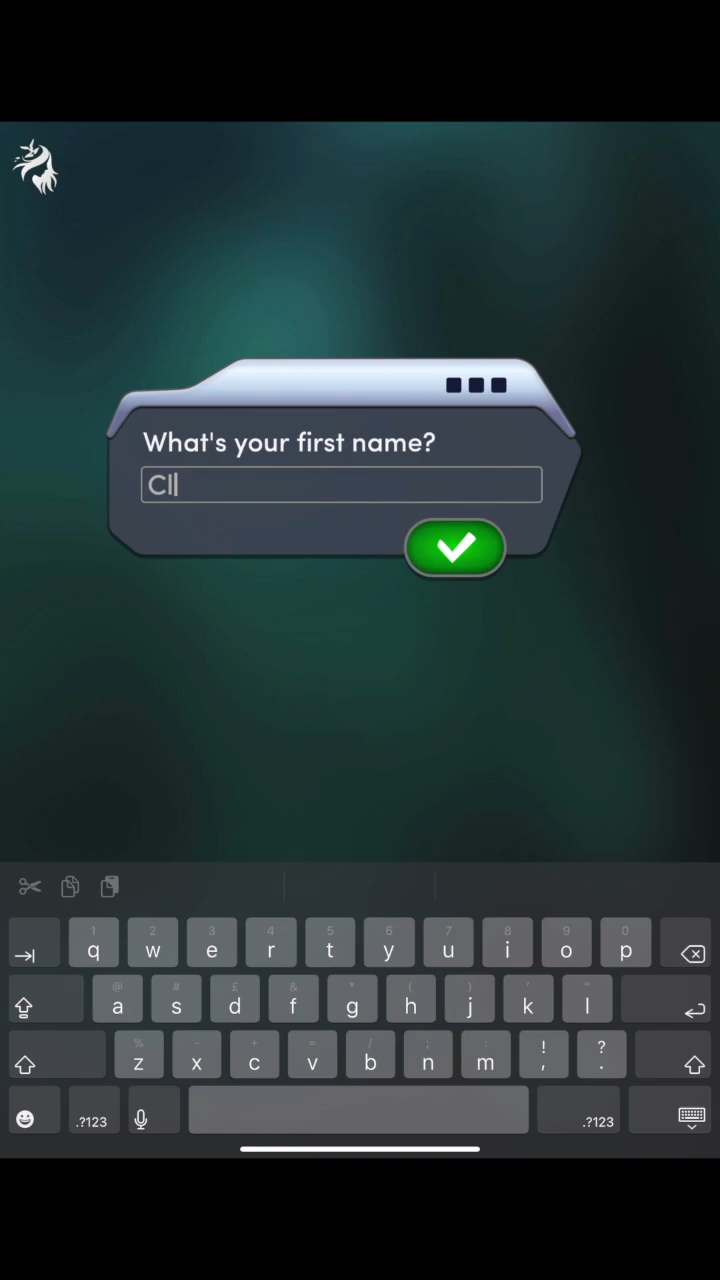 What's your first name?
Cl
1 2 3 4 5 6 7 8 9 0
q w e r t y u i o p
@ # £ & * ( ) ' "
a s d f g h j k l
% - + = / ; : ! ?
z x c v b n m , .
.?123 .?123